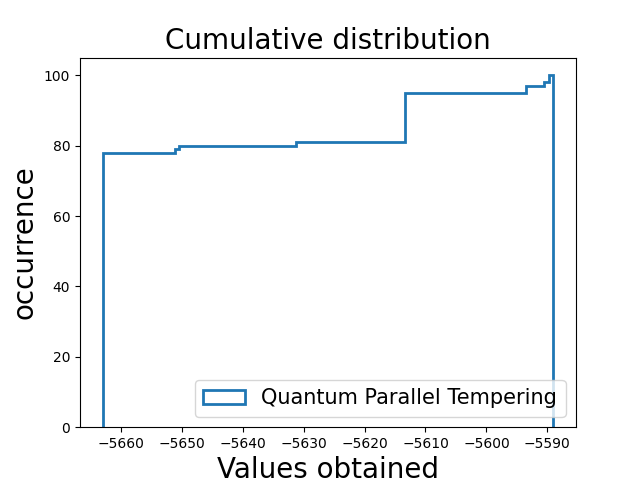 Cumulative distribution
occurrence
100
80
60
40
20
0
Quantum Parallel Tempering
−5660 −5650 −5640 −5630 −5620 −5610 −5600 −5590
Values obtained